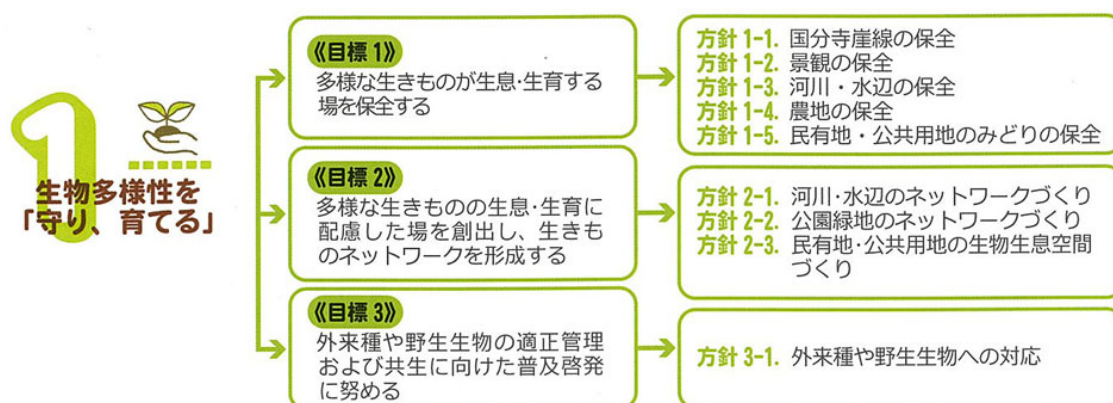 1
生物多様性を
「守り、育てる」
《目標 1》
多様な生きものが生息･生育する
場を保全する
方針 1-1. 国分寺崖線の保全
方針 1-2. 景観の保全
方針 1-3. 河川・水辺の保全
方針 1-4. 農地の保全
方針 1-5. 民有地・公共用地のみどりの保全
《目標 2》
多様な生きものの生息･生育に
配慮した場を創出し、生きも
のネットワークを形成する
方針 2-1. 河川･水辺のネットワークづくり
方針 2-2. 公園緑地のネットワークづくり
方針 2-3. 民有地･公共用地の生物生息空間
づくり
《目標 3》
外来種や野生生物の適正管理
および共生に向けた普及啓発
に努める
方針 3-1. 外来種や野生生物への対応